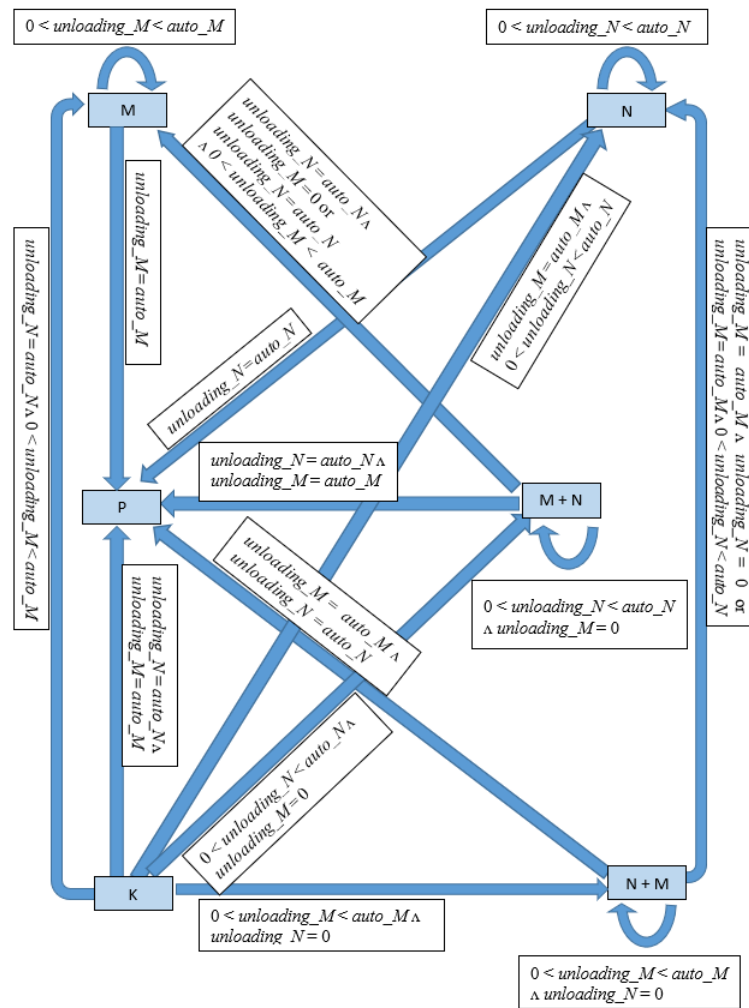 0 < unloading_M < auto_M
0 < unloading_N < auto_N
M
N
unloading_N = auto_N ∧
unloading_M = 0 or
unloading_N = auto_N
∧ 0 < unloading_M < auto_M
unloading_M = auto_M ∧
0 < unloading_N < auto_N
unloading_M = auto_M
unloading_N = auto_N ∧ 0 < unloading_M < auto_M
unloading_M = auto_M ∧ unloading_N = 0 or
unloading_M = auto_M ∧ 0 < unloading_N < auto_N
unloading_N = auto_N
unloading_N = auto_N ∧
unloading_M = auto_M
P
M + N
unloading_M = auto_M ∧
unloading_N = auto_N
0 < unloading_N < auto_N
∧ unloading_M = 0
unloading_N = auto_N ∧
unloading_M = auto_M
0 < unloading_N < auto_N ∧
unloading_M = 0
K
N + M
0 < unloading_M < auto_M ∧
unloading_N = 0
0 < unloading_M < auto_M
∧ unloading_N = 0